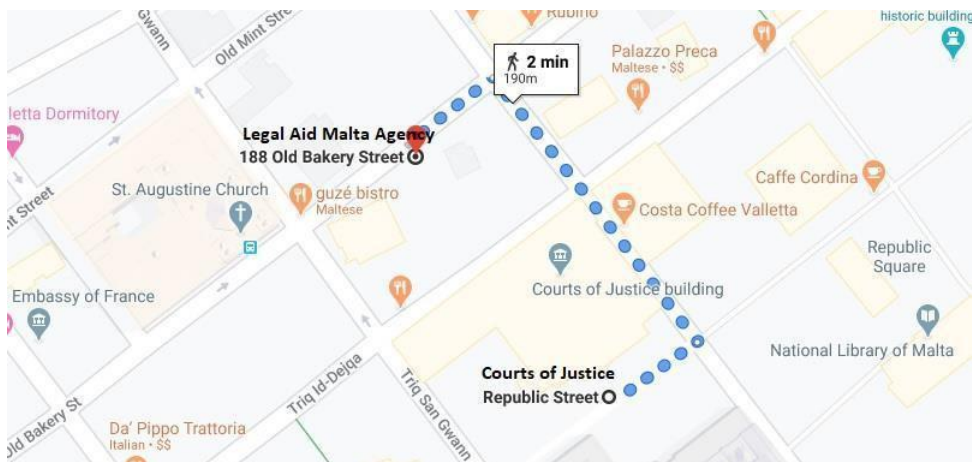 Rubino
historic building
Gwann
Old Mint Street
2 min
190m
Palazzo Preca
Maltese • $$
letta Dormitory
Legal Aid Malta Agency
188 Old Bakery Street
nt Street
St. Augustine Church
guzé bistro
Maltese
Caffe Cordina
Costa Coffee Valletta
Republic
Square
Embassy of France
Courts of Justice building
National Library of Malta
Courts of Justice
Republic Street
Triq Id-Dejqa
Triq San Gwann
Old Bakery St
Da' Pippo Trattoria
Italian • $$